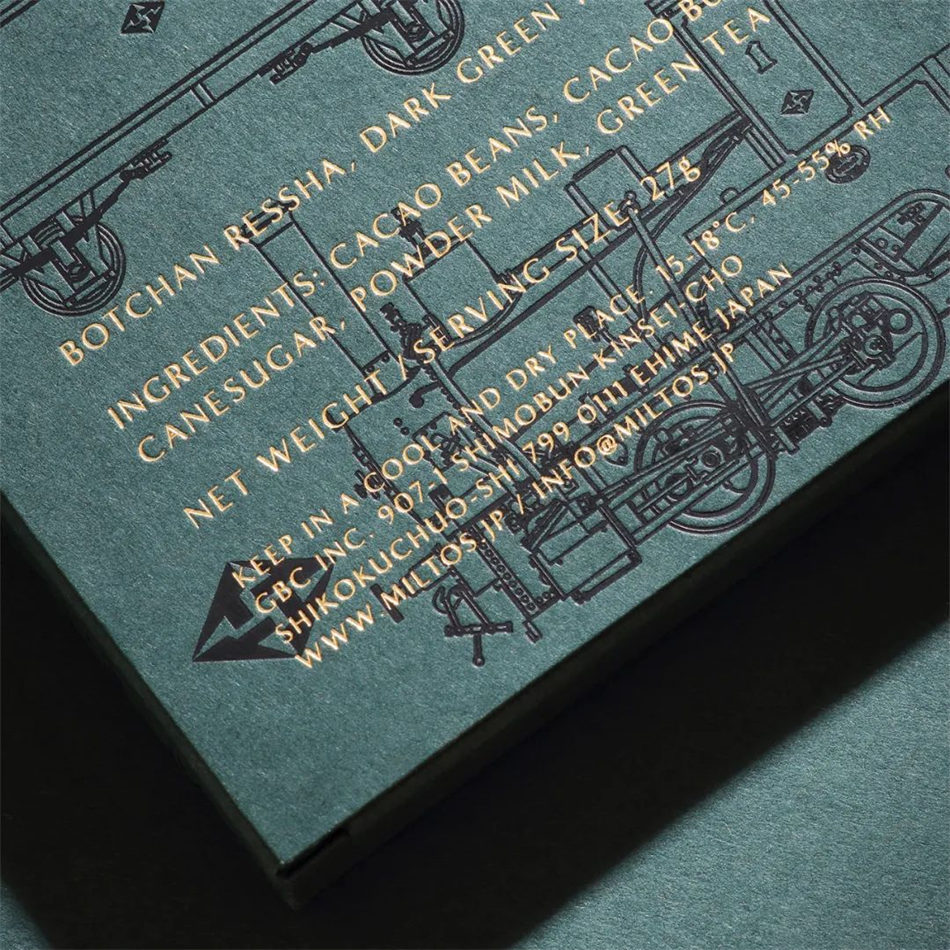 BOTCHAN RESSHA, DARK GREEN
INGREDIENTS: CACAO BEANS, CACAO
CANESUGAR, POWDER MILK, GREEN TEA
NET WEIGHT / SERVING SIZE, 27g
KEEP IN A COOL AND DRY PLACE. 15-18°C, 45-55% RH
GBC INC. 907-1 SHIMOBUN KINSEI-CHO
SHIKOKUCHUO-SHI 799 0111 EHIME JAPAN
WWW.MILTOS.JP / INFO@MILTOS.JP